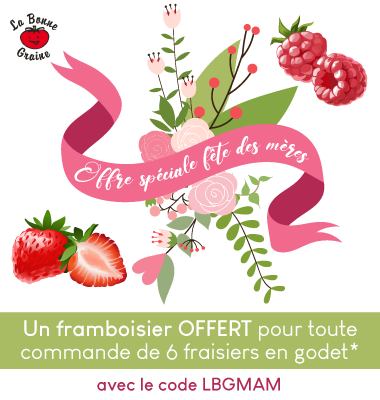 La Bonne
Graine
Offre spéciale fête des mères
Un framboisier OFFERT pour toute
commande de 6 fraisiers en godet*
avec le code LBGMAM